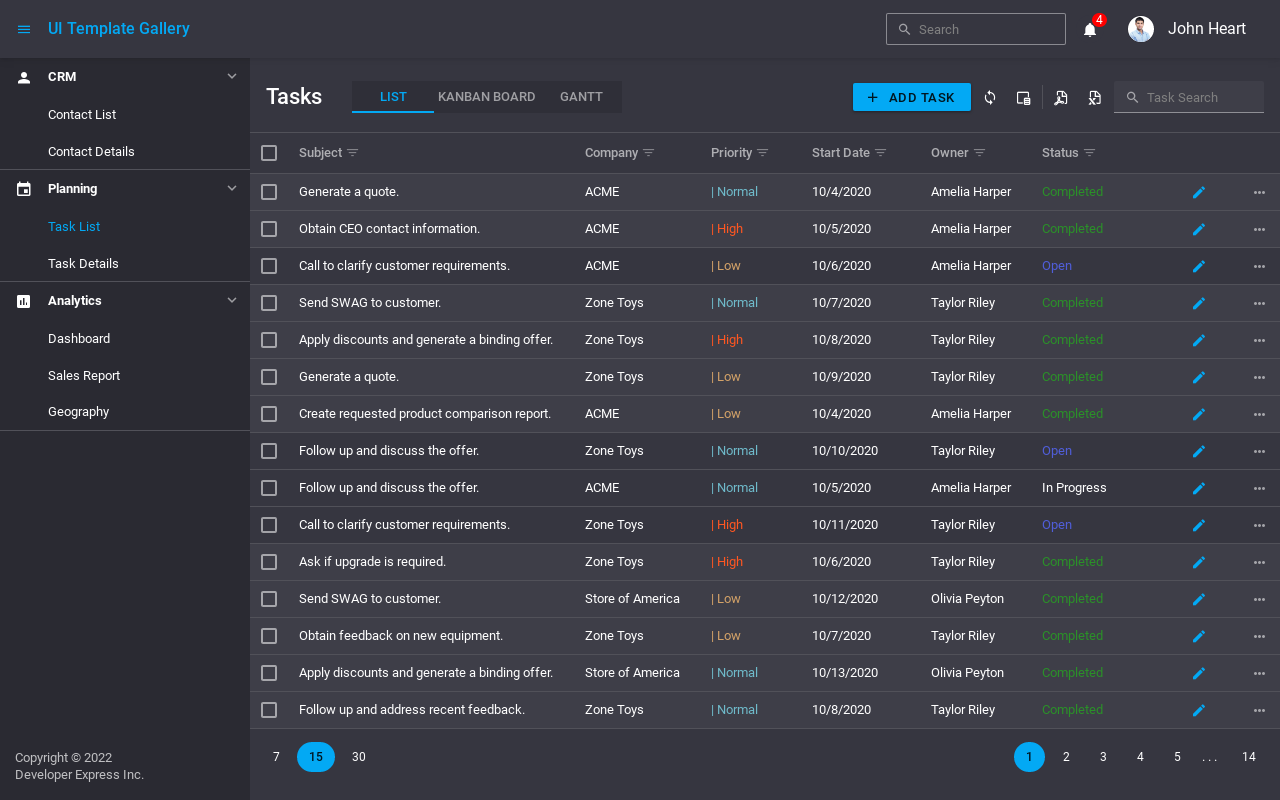 UI Template Gallery
Search
4
John Heart
CRM
Contact List
Contact Details
Planning
Task List
Task Details
Analytics
Dashboard
Sales Report
Geography
Copyright © 2022
Developer Express Inc.
Tasks
LIST KANBAN BOARD GANTT
ADD TASK
Task Search
Subject Company Priority Start Date Owner Status
Generate a quote. ACME | Normal 10/4/2020 Amelia Harper Completed
Obtain CEO contact information. ACME | High 10/5/2020 Amelia Harper Completed
Call to clarify customer requirements. ACME | Low 10/6/2020 Amelia Harper Open
Send SWAG to customer. Zone Toys | Normal 10/7/2020 Taylor Riley Completed
Apply discounts and generate a binding offer. Zone Toys | High 10/8/2020 Taylor Riley Completed
Generate a quote. Zone Toys | Low 10/9/2020 Taylor Riley Completed
Create requested product comparison report. ACME | Low 10/4/2020 Amelia Harper Completed
Follow up and discuss the offer. Zone Toys | Normal 10/10/2020 Taylor Riley Open
Follow up and discuss the offer. ACME | Normal 10/5/2020 Amelia Harper In Progress
Call to clarify customer requirements. Zone Toys | High 10/11/2020 Taylor Riley Open
Ask if upgrade is required. Zone Toys | High 10/6/2020 Taylor Riley Completed
Send SWAG to customer. Store of America | Low 10/12/2020 Olivia Peyton Completed
Obtain feedback on new equipment. Zone Toys | Low 10/7/2020 Taylor Riley Completed
Apply discounts and generate a binding offer. Store of America | Normal 10/13/2020 Olivia Peyton Completed
Follow up and address recent feedback. Zone Toys | Normal 10/8/2020 Taylor Riley Completed
7 15 30
1 2 3 4 5 . . . 14